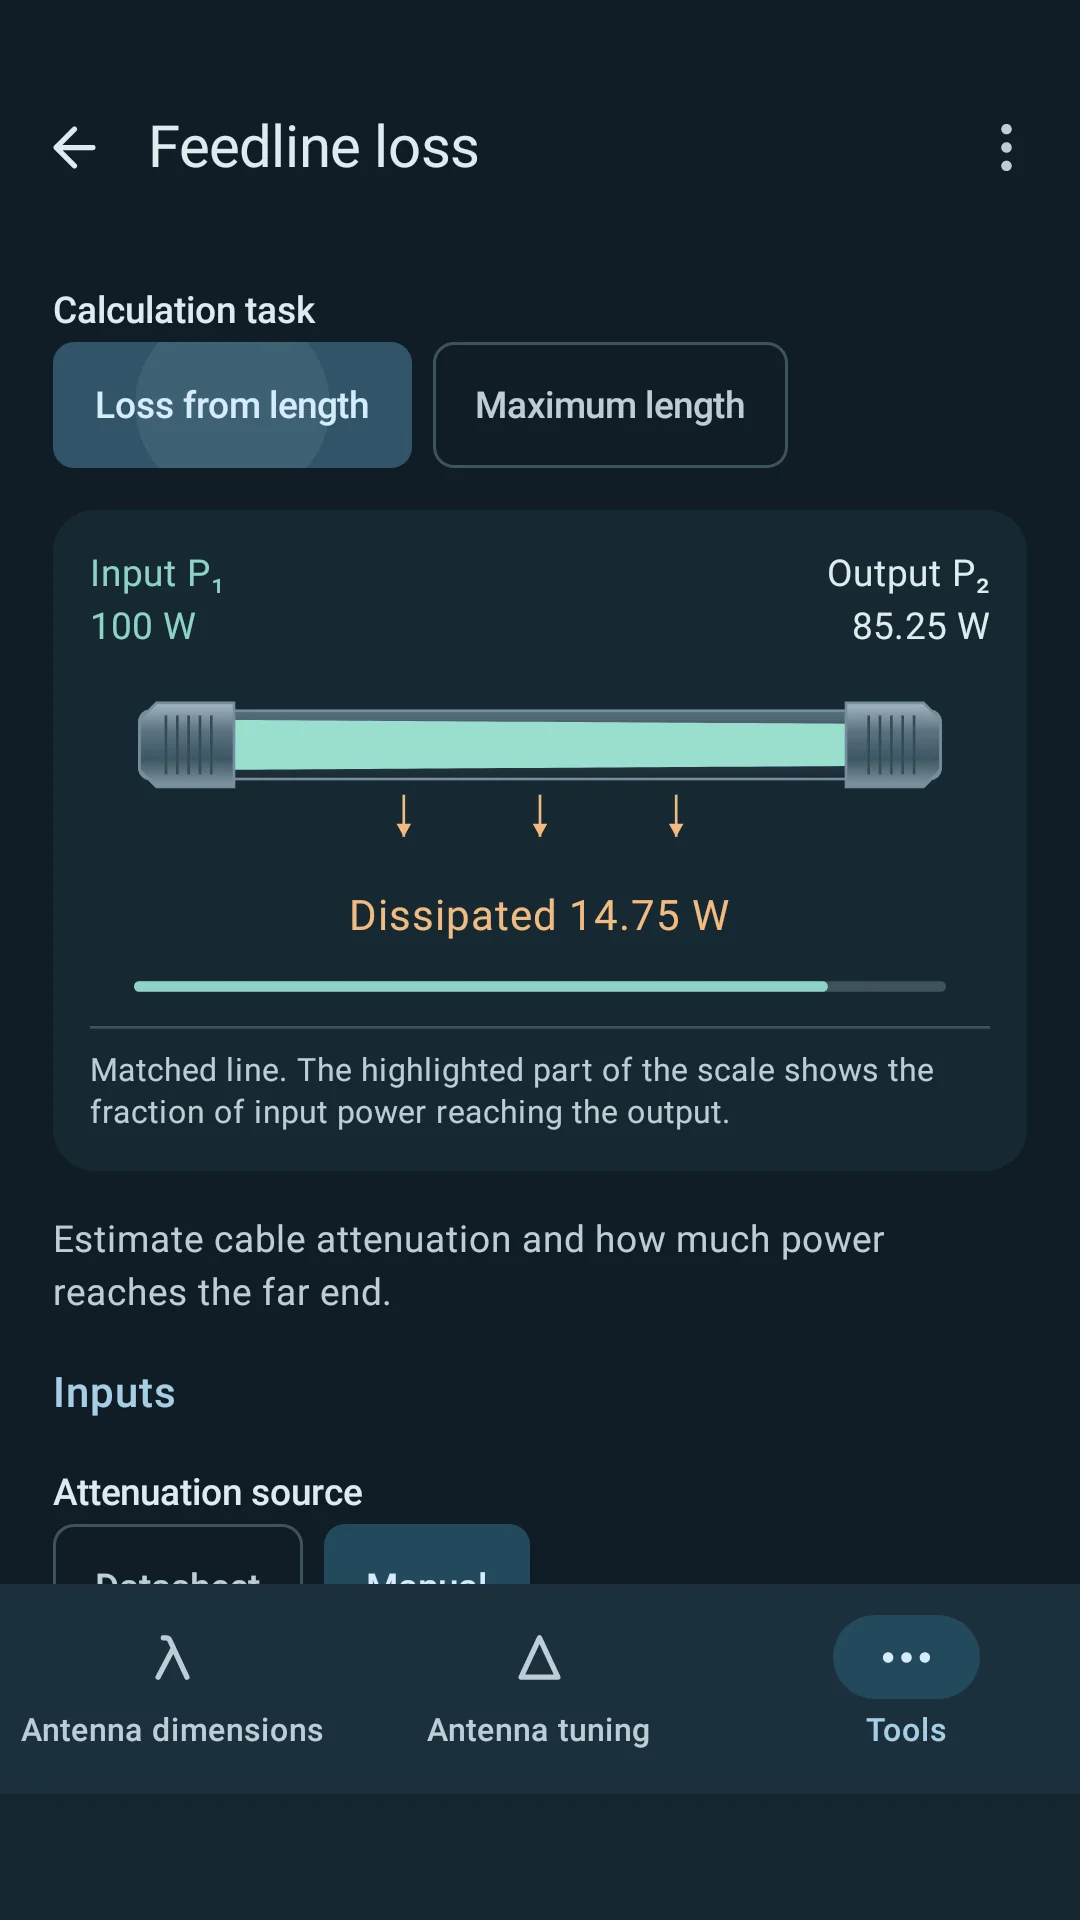 Feedline loss
Calculation task
Loss from length
Maximum length
Input P₁
Output P₂
100 W
85.25 W
Dissipated 14.75 W
Matched line. The highlighted part of the scale shows the
fraction of input power reaching the output.
Estimate cable attenuation and how much power
reaches the far end.
Inputs
Attenuation source
Datasheet
Manual
λ
Antenna dimensions
Antenna tuning
Tools